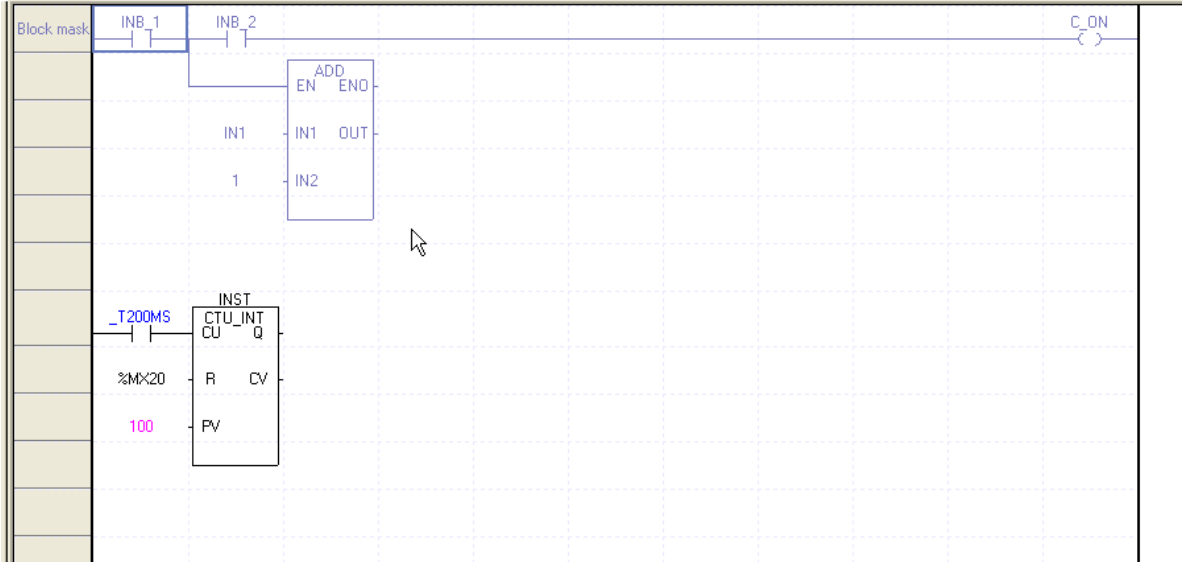 Block mask INB_1 INB_2 C_ON
ADD
EN ENO
IN1 IN1 OUT
1 IN2
INST
_T200MS CTU_INT
CU Q
%MX20 R CV
100 PV